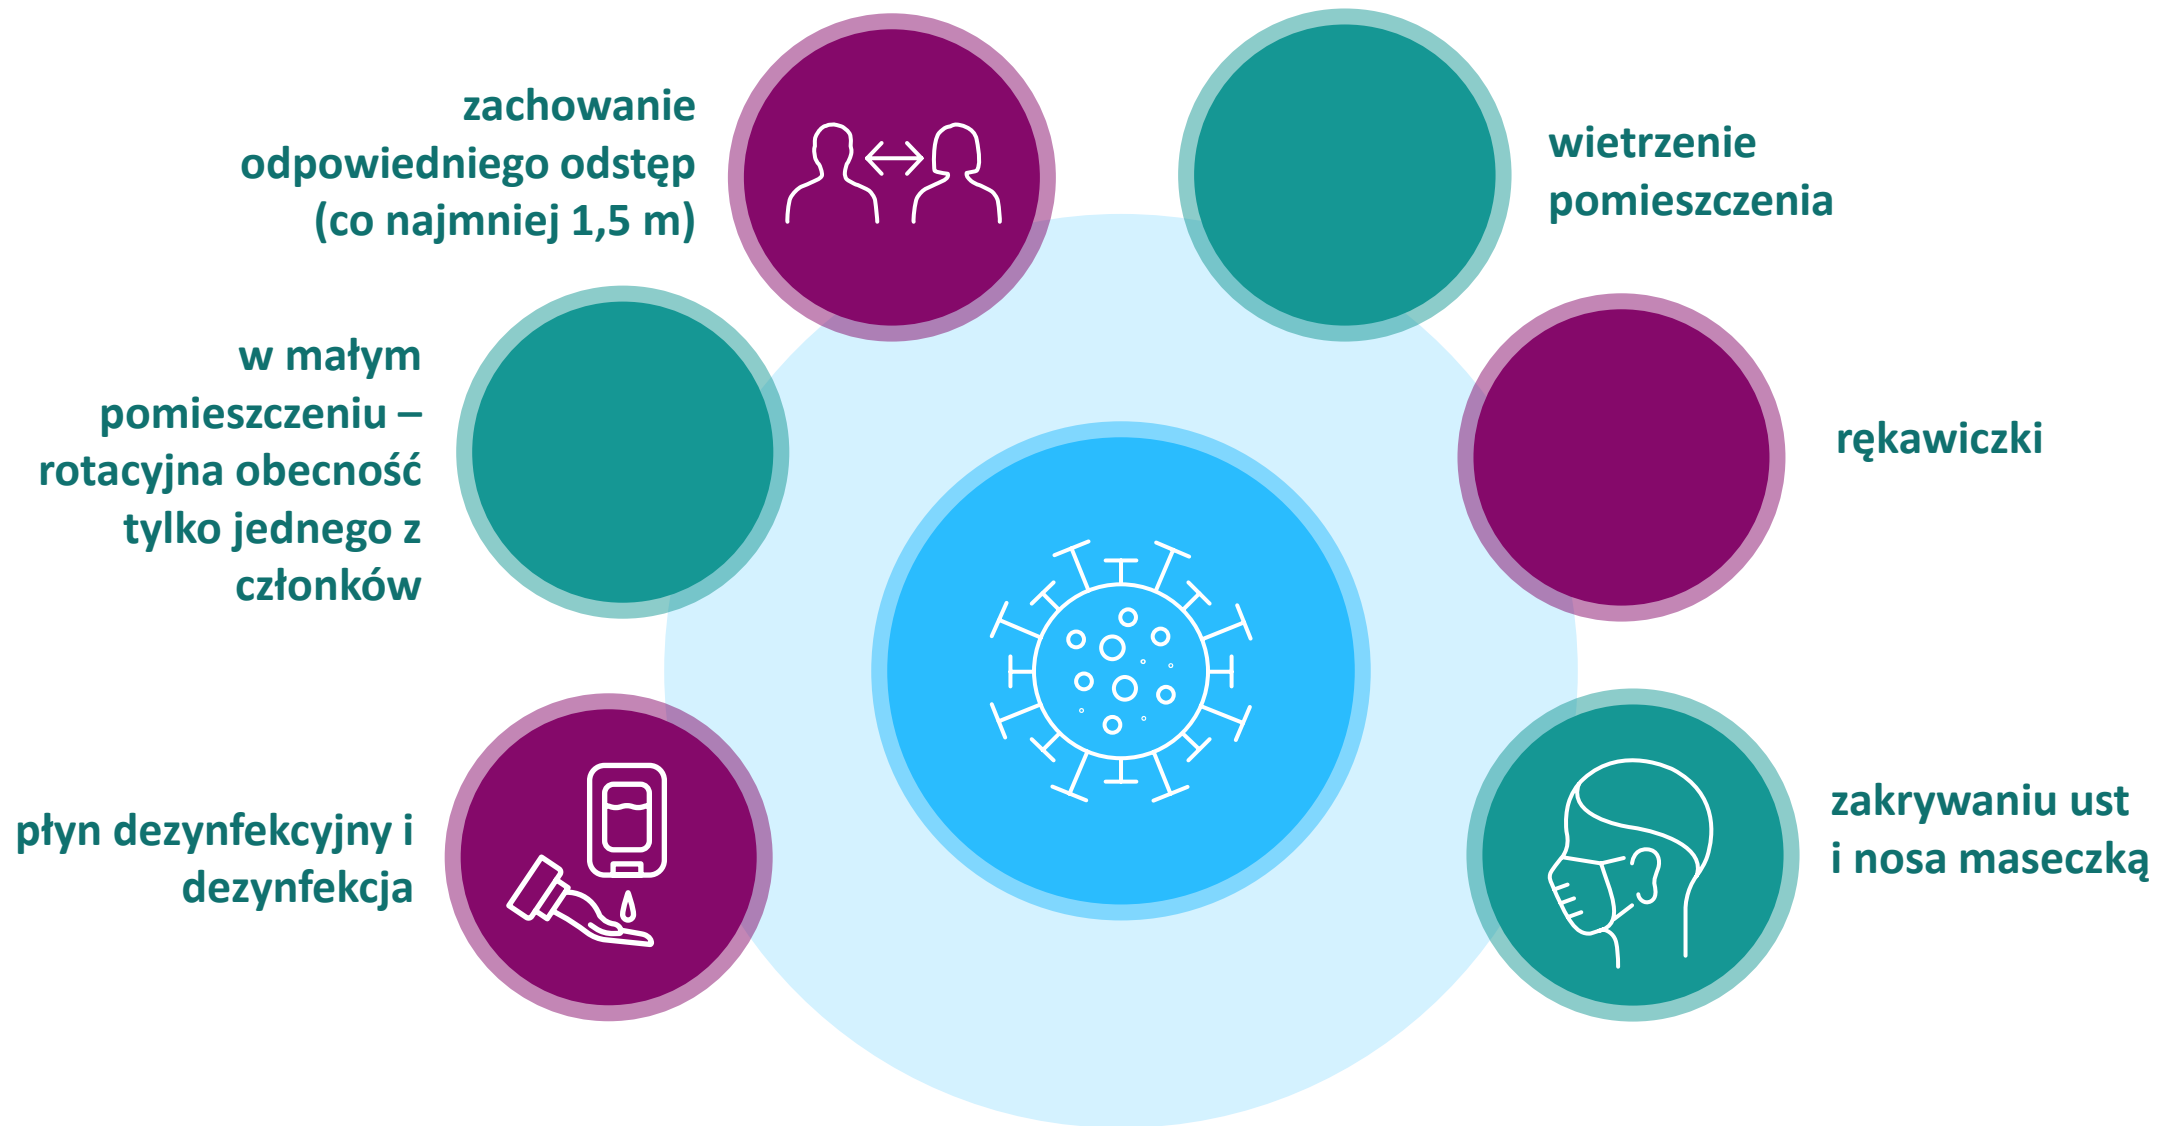 zachowanie
odpowiedniego odstęp
(co najmniej 1,5 m)
wietrzenie
pomieszczenia
w małym
pomieszczeniu –
rotacyjna obecność
tylko jednego z
członków
rękawiczki
płyn dezynfekcyjny i
dezynfekcja
zakrywaniu ust
i nosa maseczką